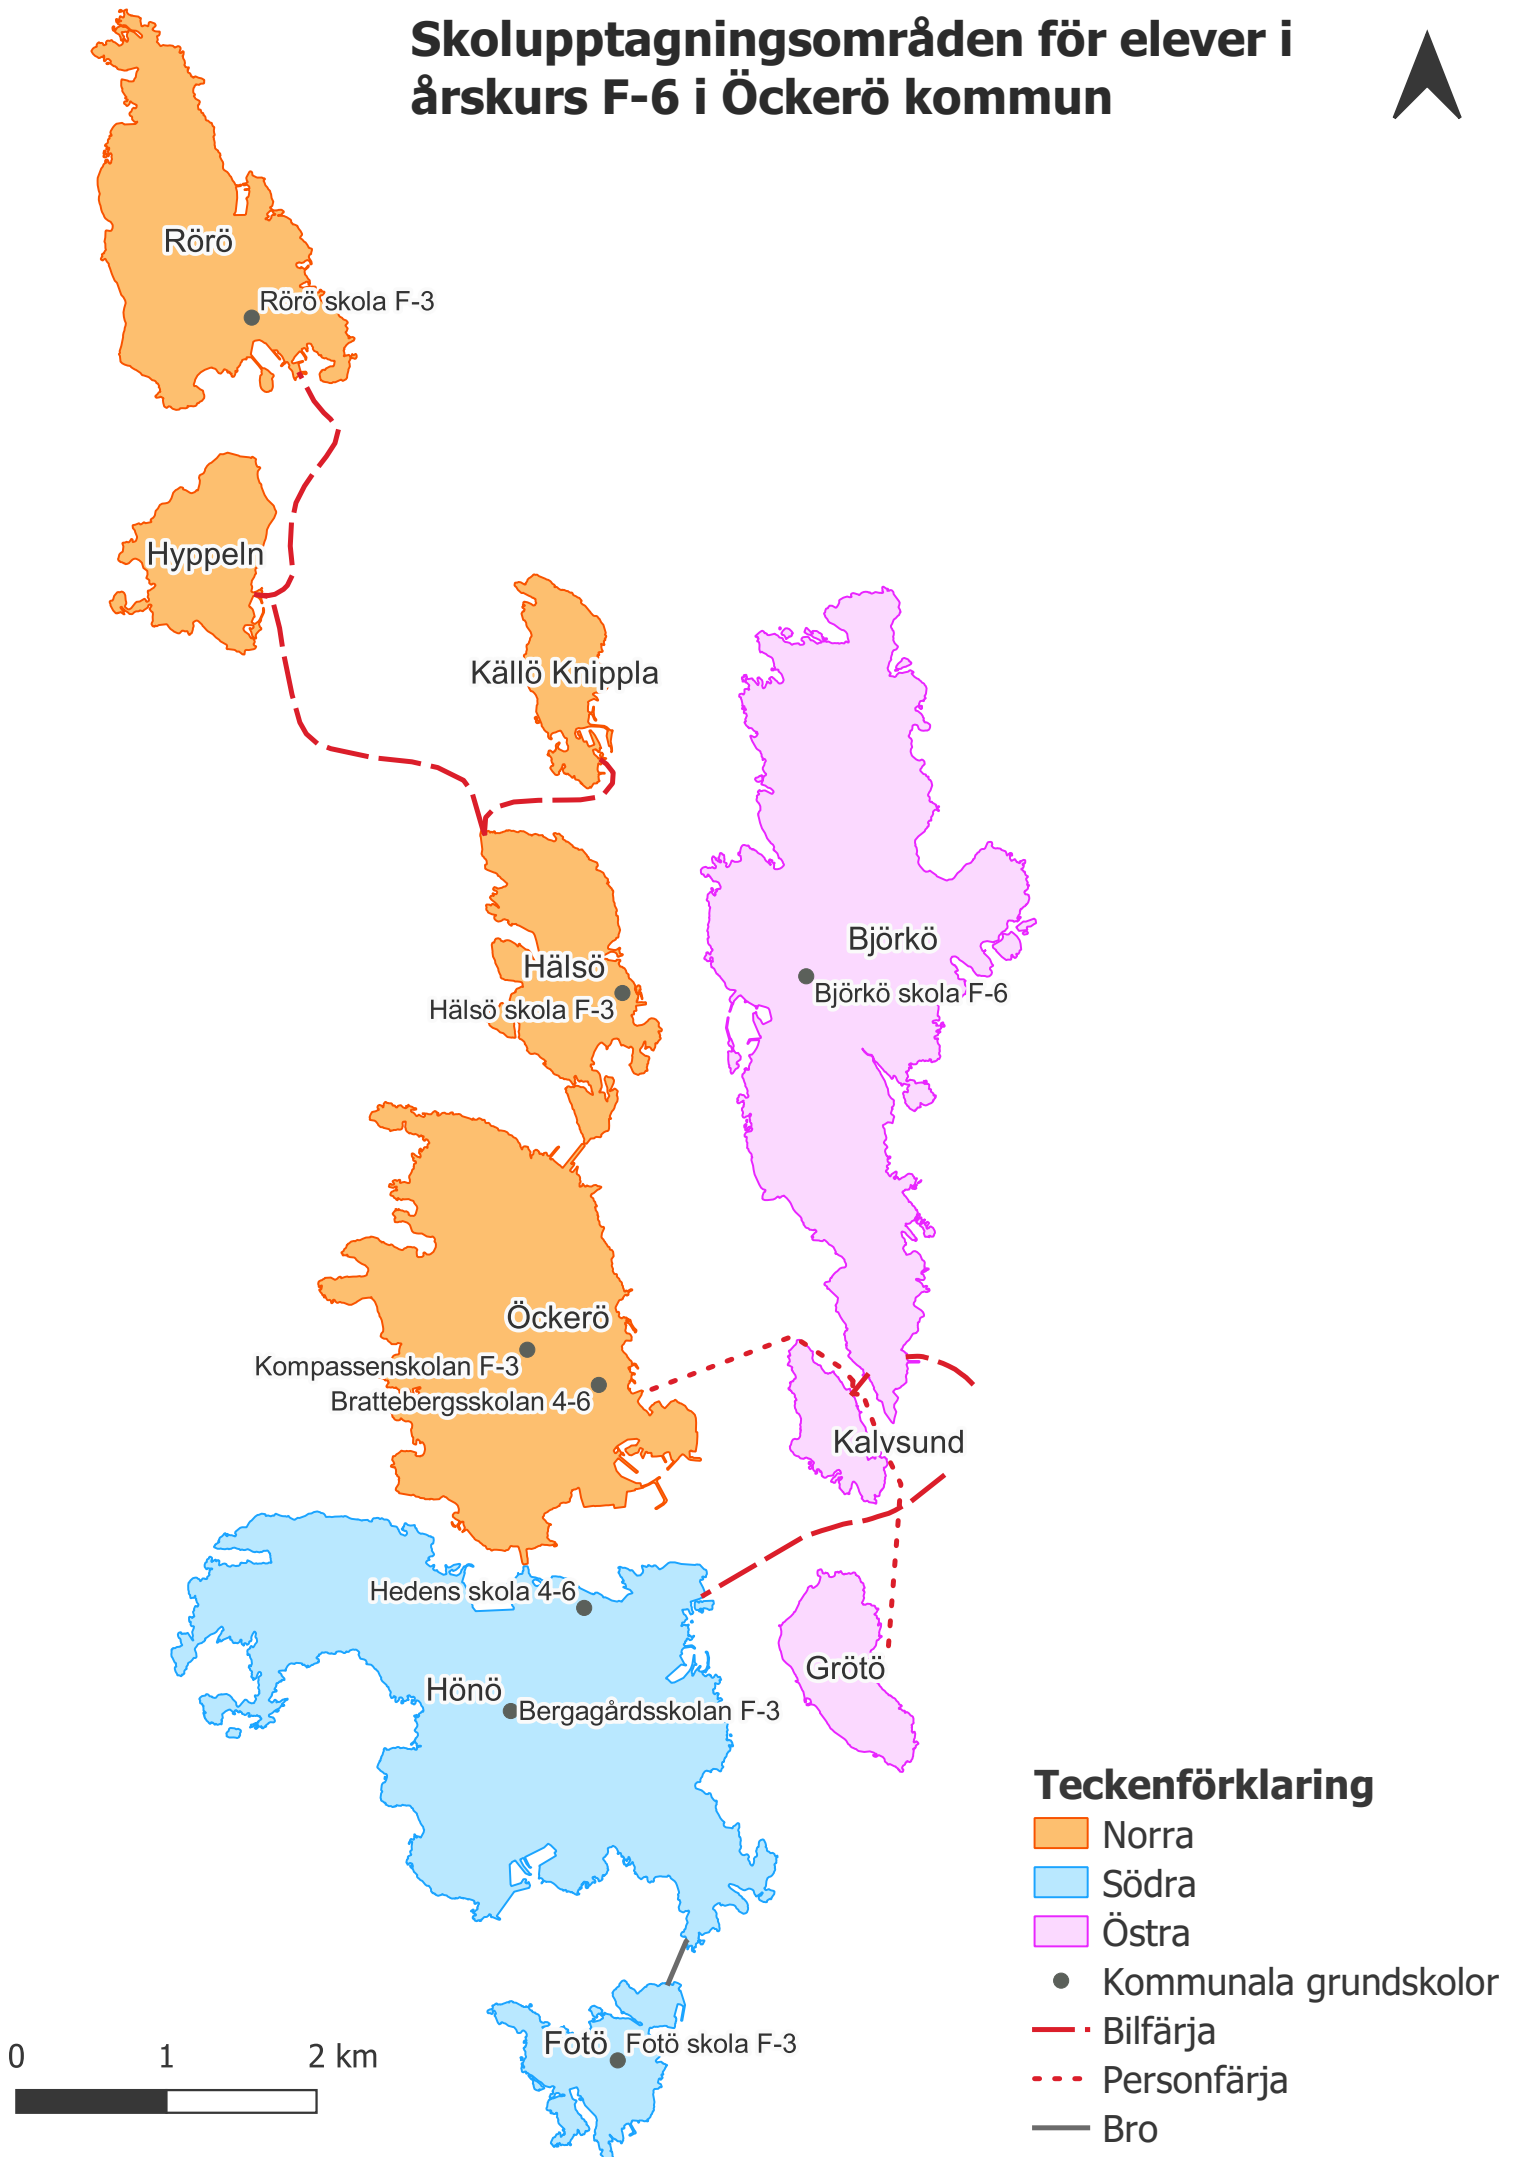 Skolupptagningsområden för elever i
årskurs F-6 i Öckerö kommun
Rörö
Rörö skola F-3
Hyppeln
Källö Knippla
Björkö
Björkö skola F-6
Hälsö
Hälsö skola F-3
Öckerö
Kompassenskolan F-3
Brattebergsskolan 4-6
Kalvsund
Hedens skola 4-6
Grötö
Hönö
Bergagårdsskolan F-3
Fotö
Fotö skola F-3
Teckenförklaring
Norra
Södra
Östra
Kommunala grundskolor
Bilfärja
Personfärja
Bro
0 1 2 km